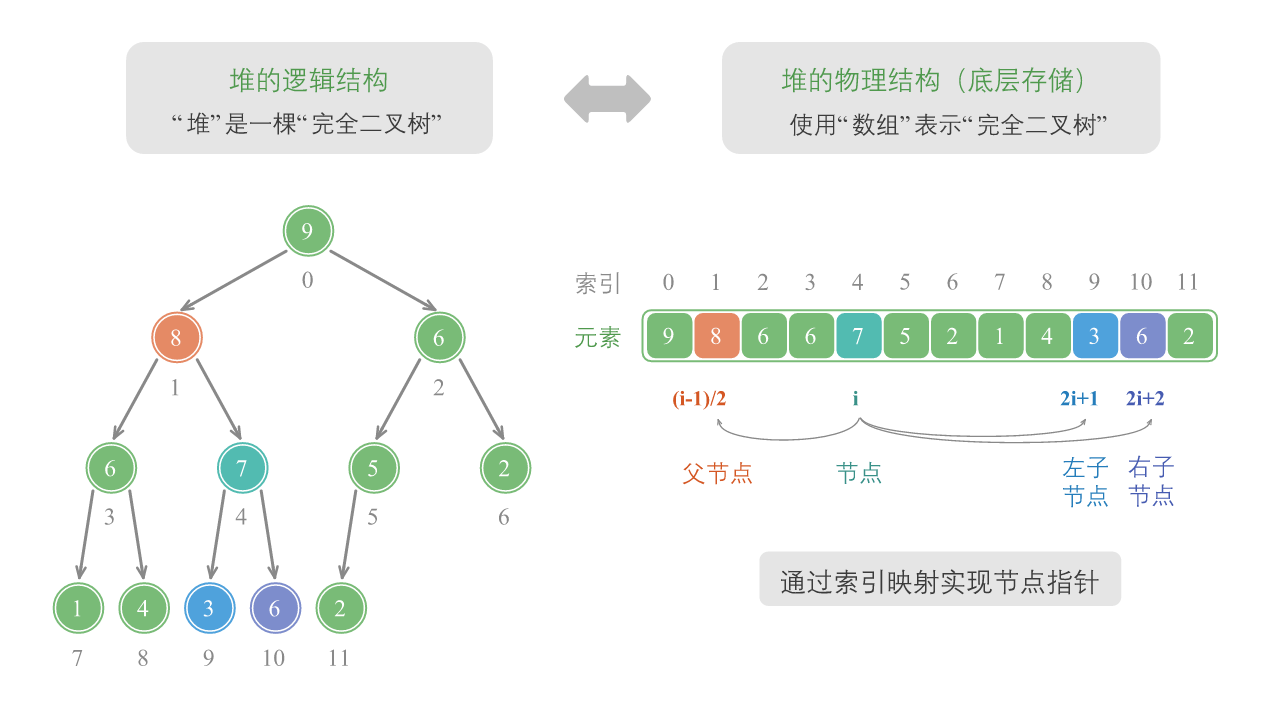 堆的逻辑结构
“堆”是一棵“完全二叉树”
堆的物理结构（底层存储）
使用“数组”表示“完全二叉树”
9
0
8
6
1
2
6
7
5
2
3
4
5
6
1
4
3
6
2
7
8
9
10
11
索引 0 1 2 3 4 5 6 7 8 9 10 11
元素 9 8 6 6 7 5 2 1 4 3 6 2
(i-1)/2
i
2i+1
2i+2
父节点
节点
左子
节点
右子
节点
通过索引映射实现节点指针